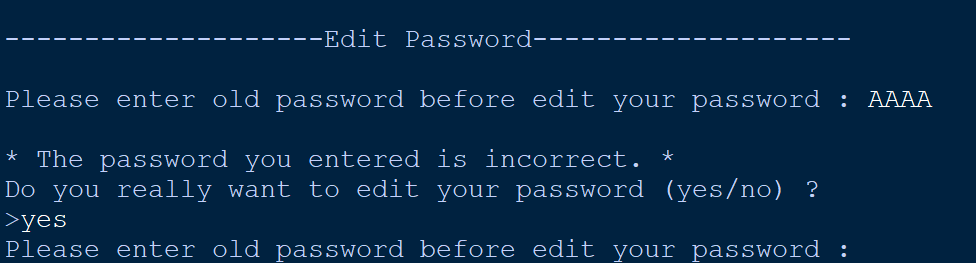 --------------------Edit Password--------------------
Please enter old password before edit your password : AAAA
* The password you entered is incorrect. *
Do you really want to edit your password (yes/no) ?
>yes
Please enter old password before edit your password :